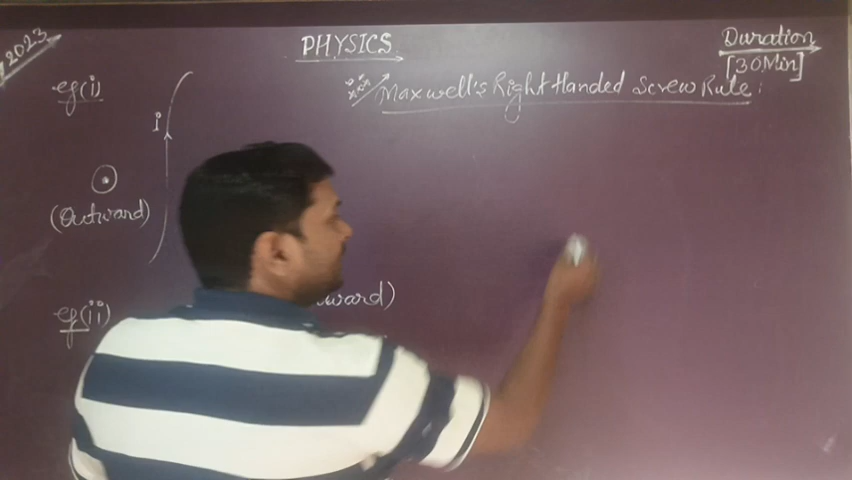 2023
PHYSICS
Duration
[30Min]
eg(i)
Maxwell's Right Handed Screw Rule:
i
(Outward)
ward)
eg(ii)